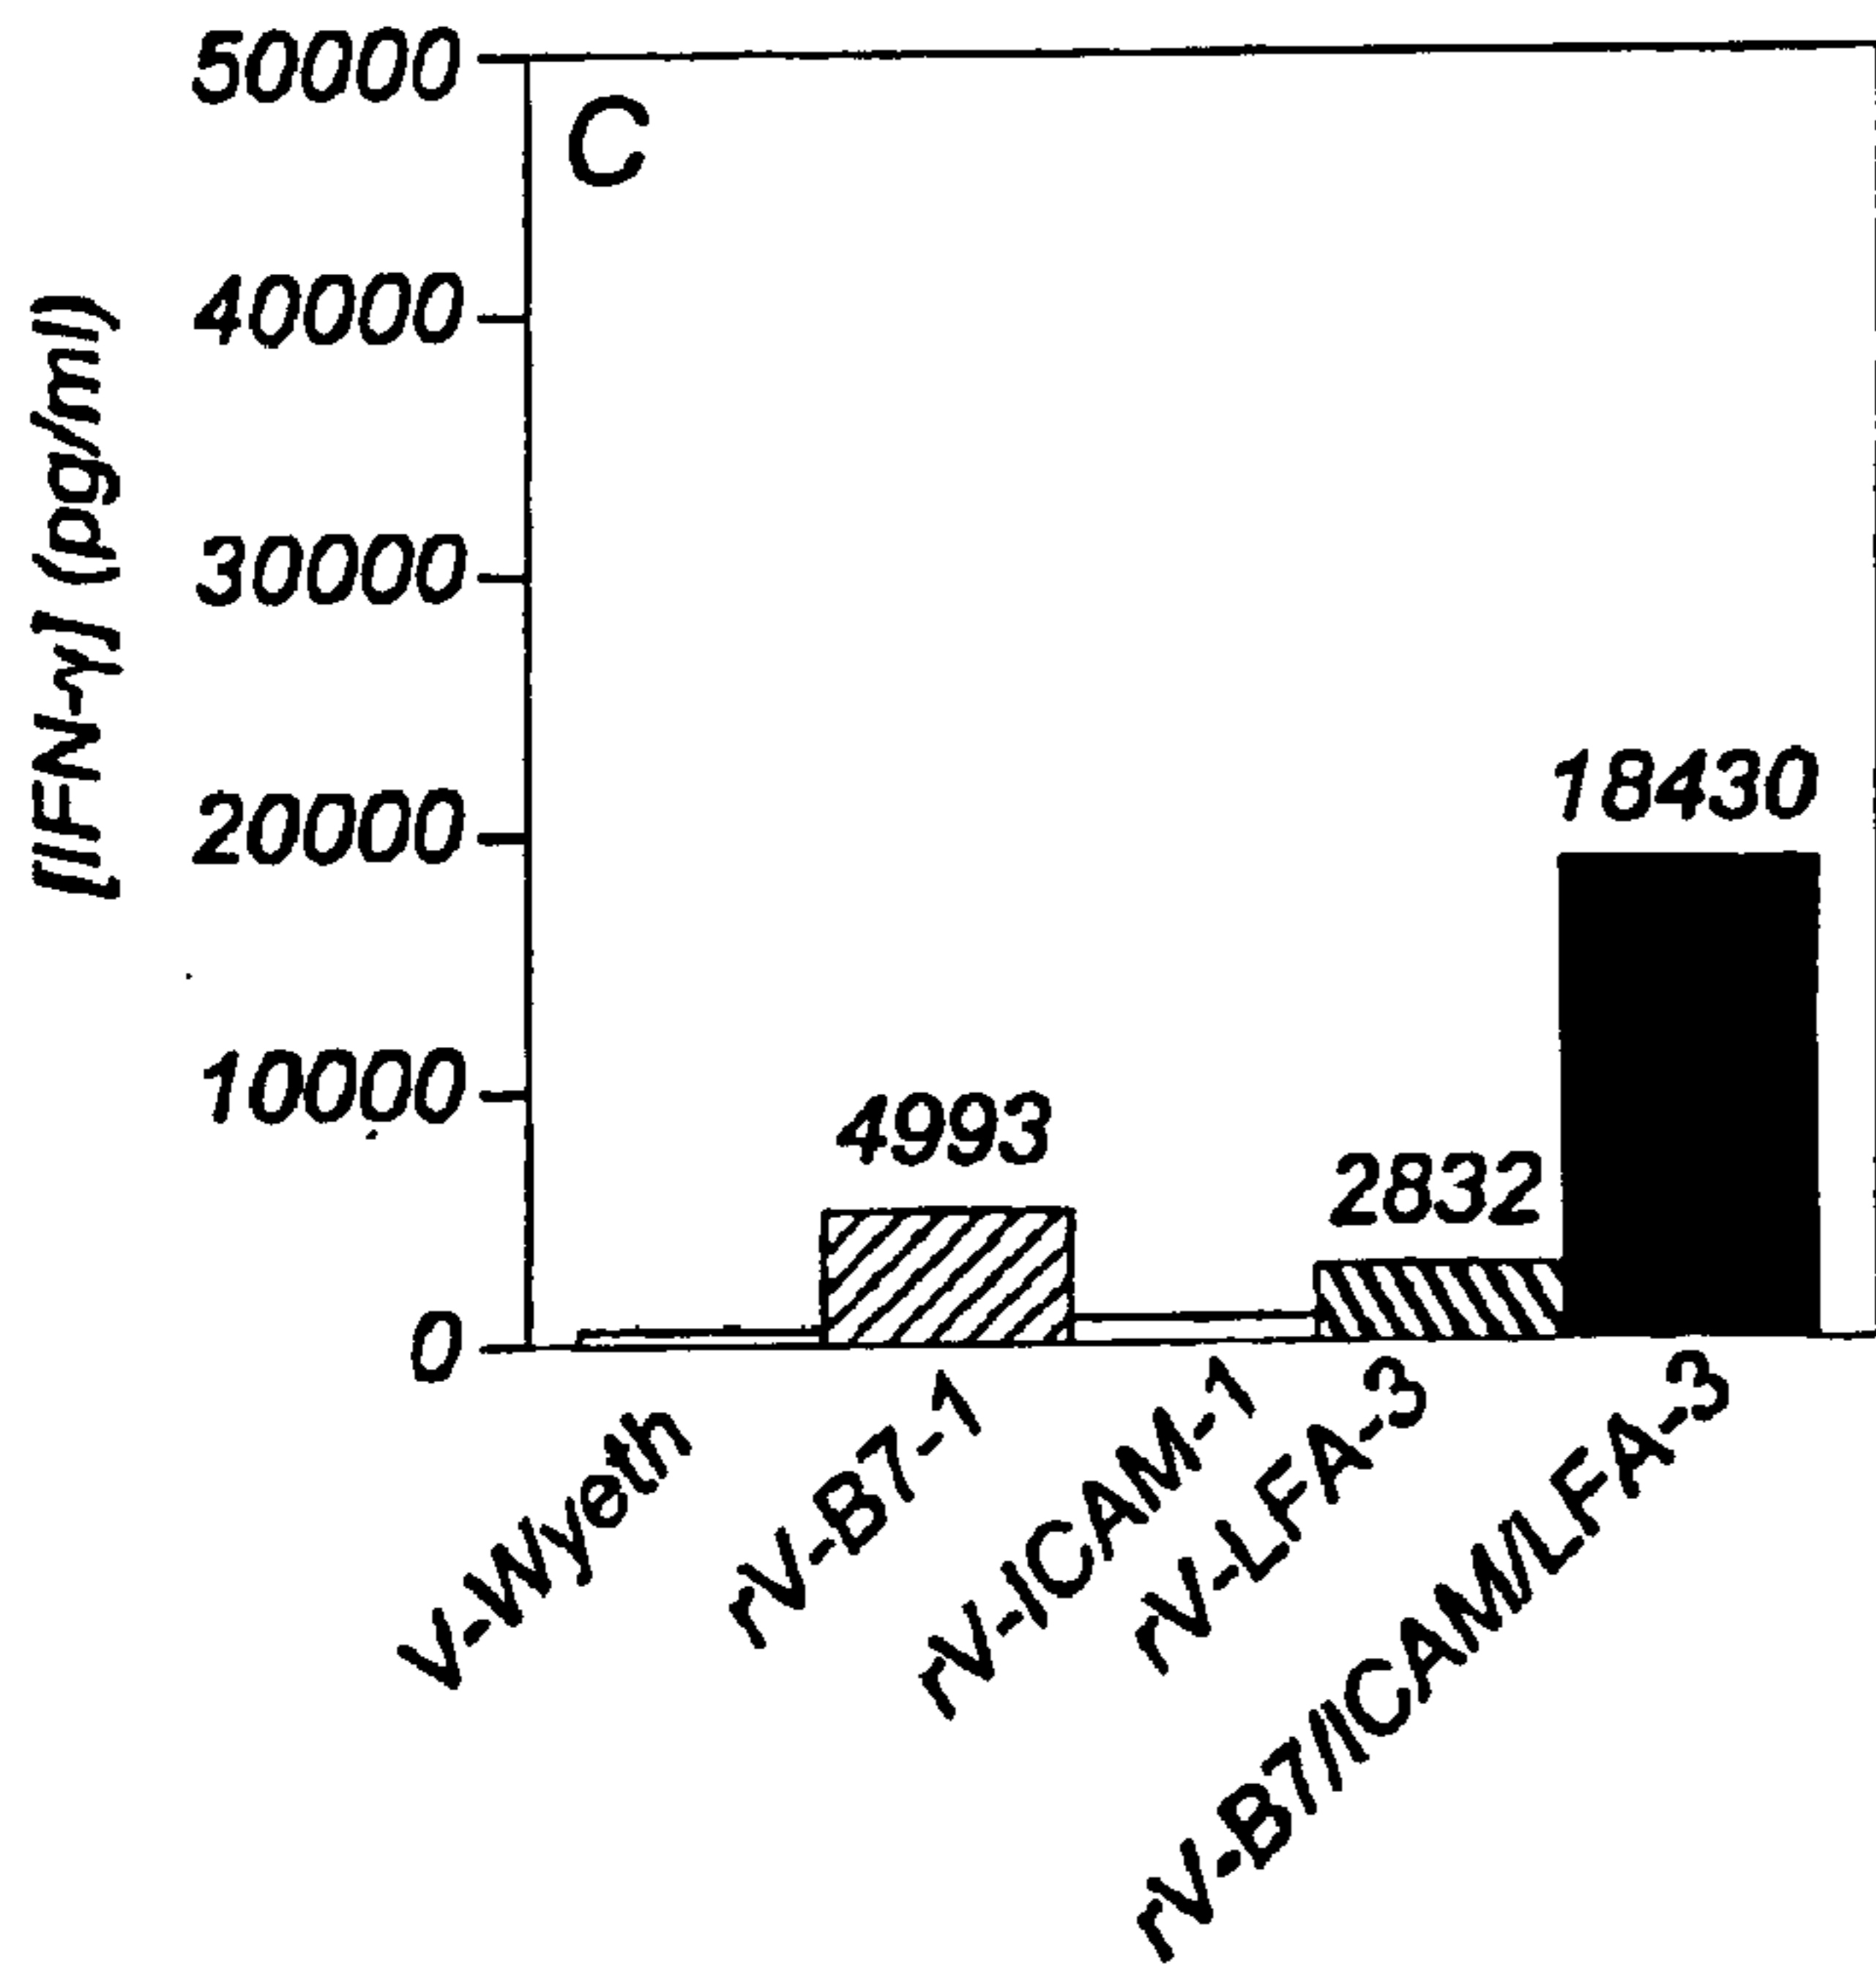 C
[IFN-γ] (pg/ml)
50000
40000
30000
20000
10000
0
4993
2832
18430
V-Wyeth
rV-B7-1
rV-ICAM-1
rV-LFA-3
rV-B7/ICAM/LFA-3